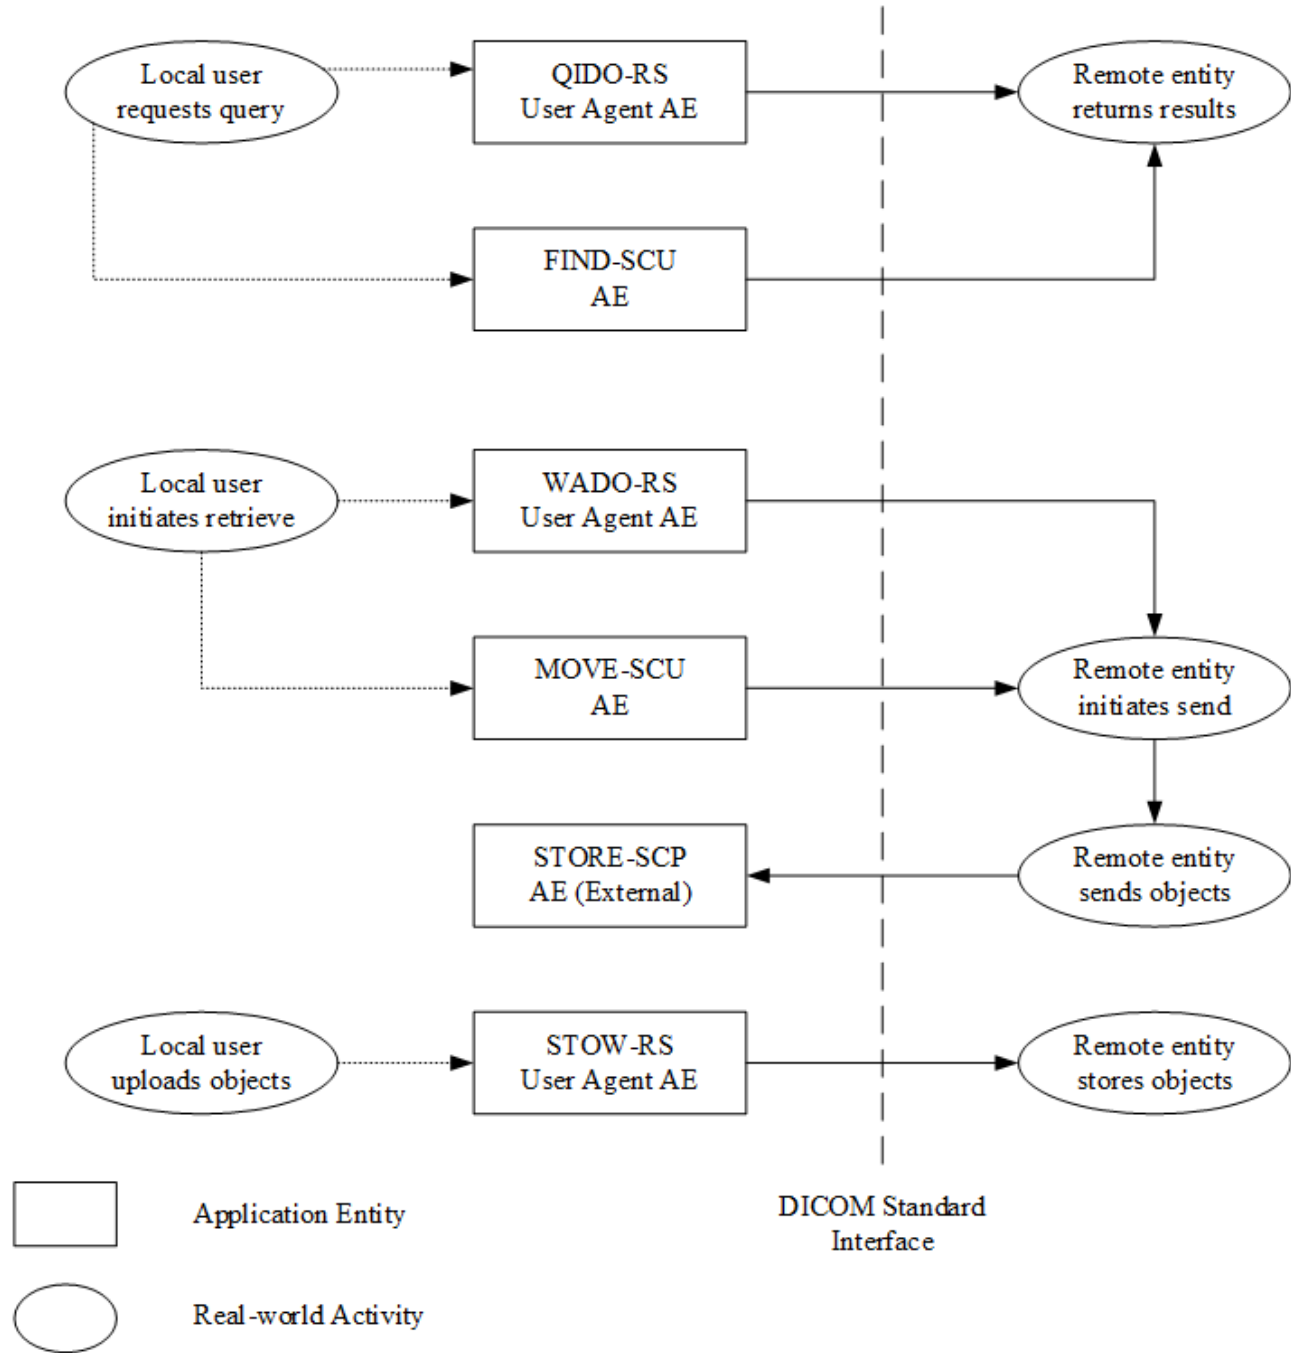 Local user
requests query
QIDO-RS
User Agent AE
Remote entity
returns results
FIND-SCU
AE
Local user
initiates retrieve
WADO-RS
User Agent AE
MOVE-SCU
AE
Remote entity
initiates send
STORE-SCP
AE (External)
Remote entity
sends objects
Local user
uploads objects
STOW-RS
User Agent AE
Remote entity
stores objects
Application Entity
DICOM Standard
Interface
Real-world Activity